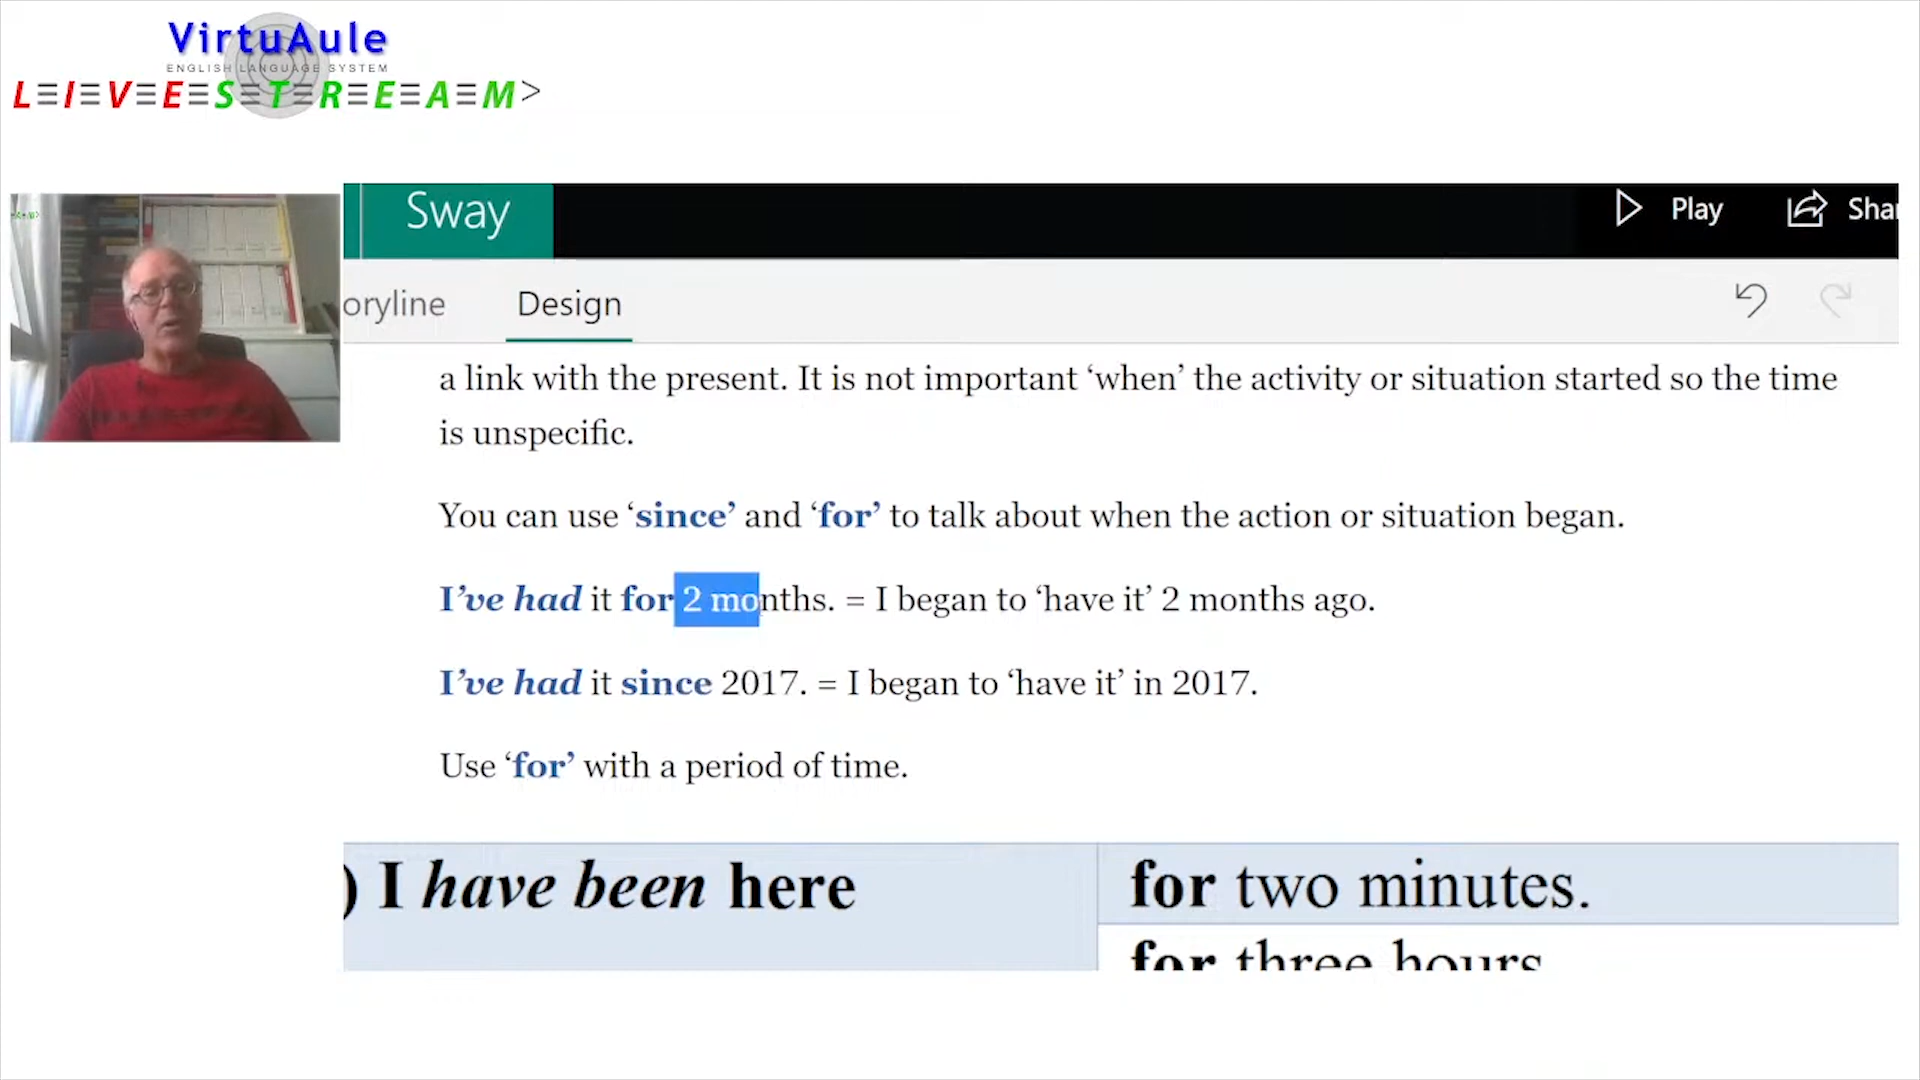 VirtuAule
ENGLISH LANGUAGE SYSTEM
L≡I≡V≡E≡S≡T≡R≡E≡A≡M>
Sway
Play
Shar
oryline
Design
a link with the present. It is not important ‘when’ the activity or situation started so the time
is unspecific.
You can use ‘since’ and ‘for’ to talk about when the action or situation began.
I’ve had it for 2 months. = I began to ‘have it’ 2 months ago.
I’ve had it since 2017. = I began to ‘have it’ in 2017.
Use ‘for’ with a period of time.
) I have been here
for two minutes.
for three hours